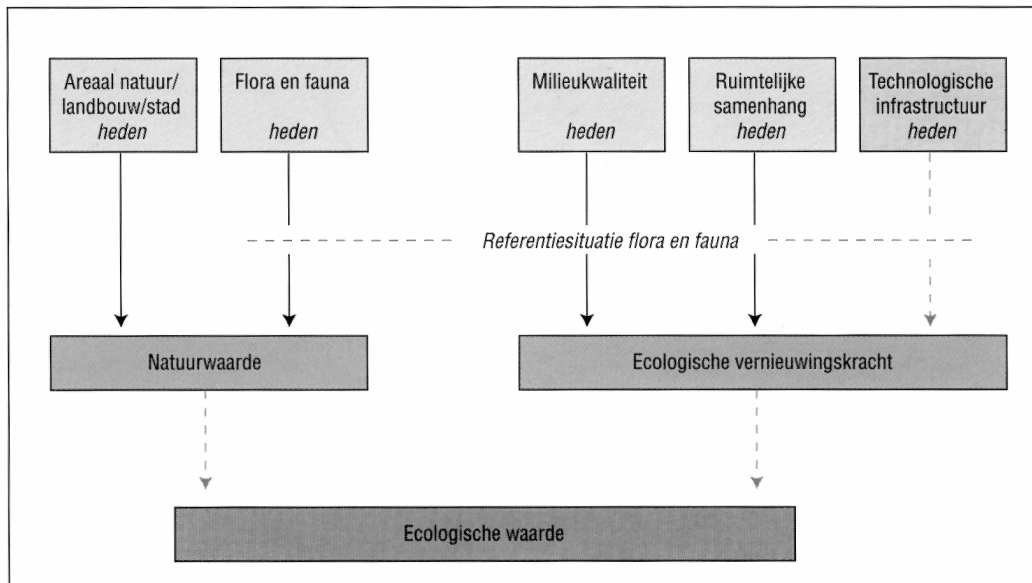 Areaal natuur/
landbouw/stad
heden
Flora en fauna
heden
Milieukwaliteit
heden
Ruimtelijke
samenhang
heden
Technologische
infrastructuur
heden
Referentiesituatie flora en fauna
Natuurwaarde
Ecologische vernieuwingskracht
Ecologische waarde